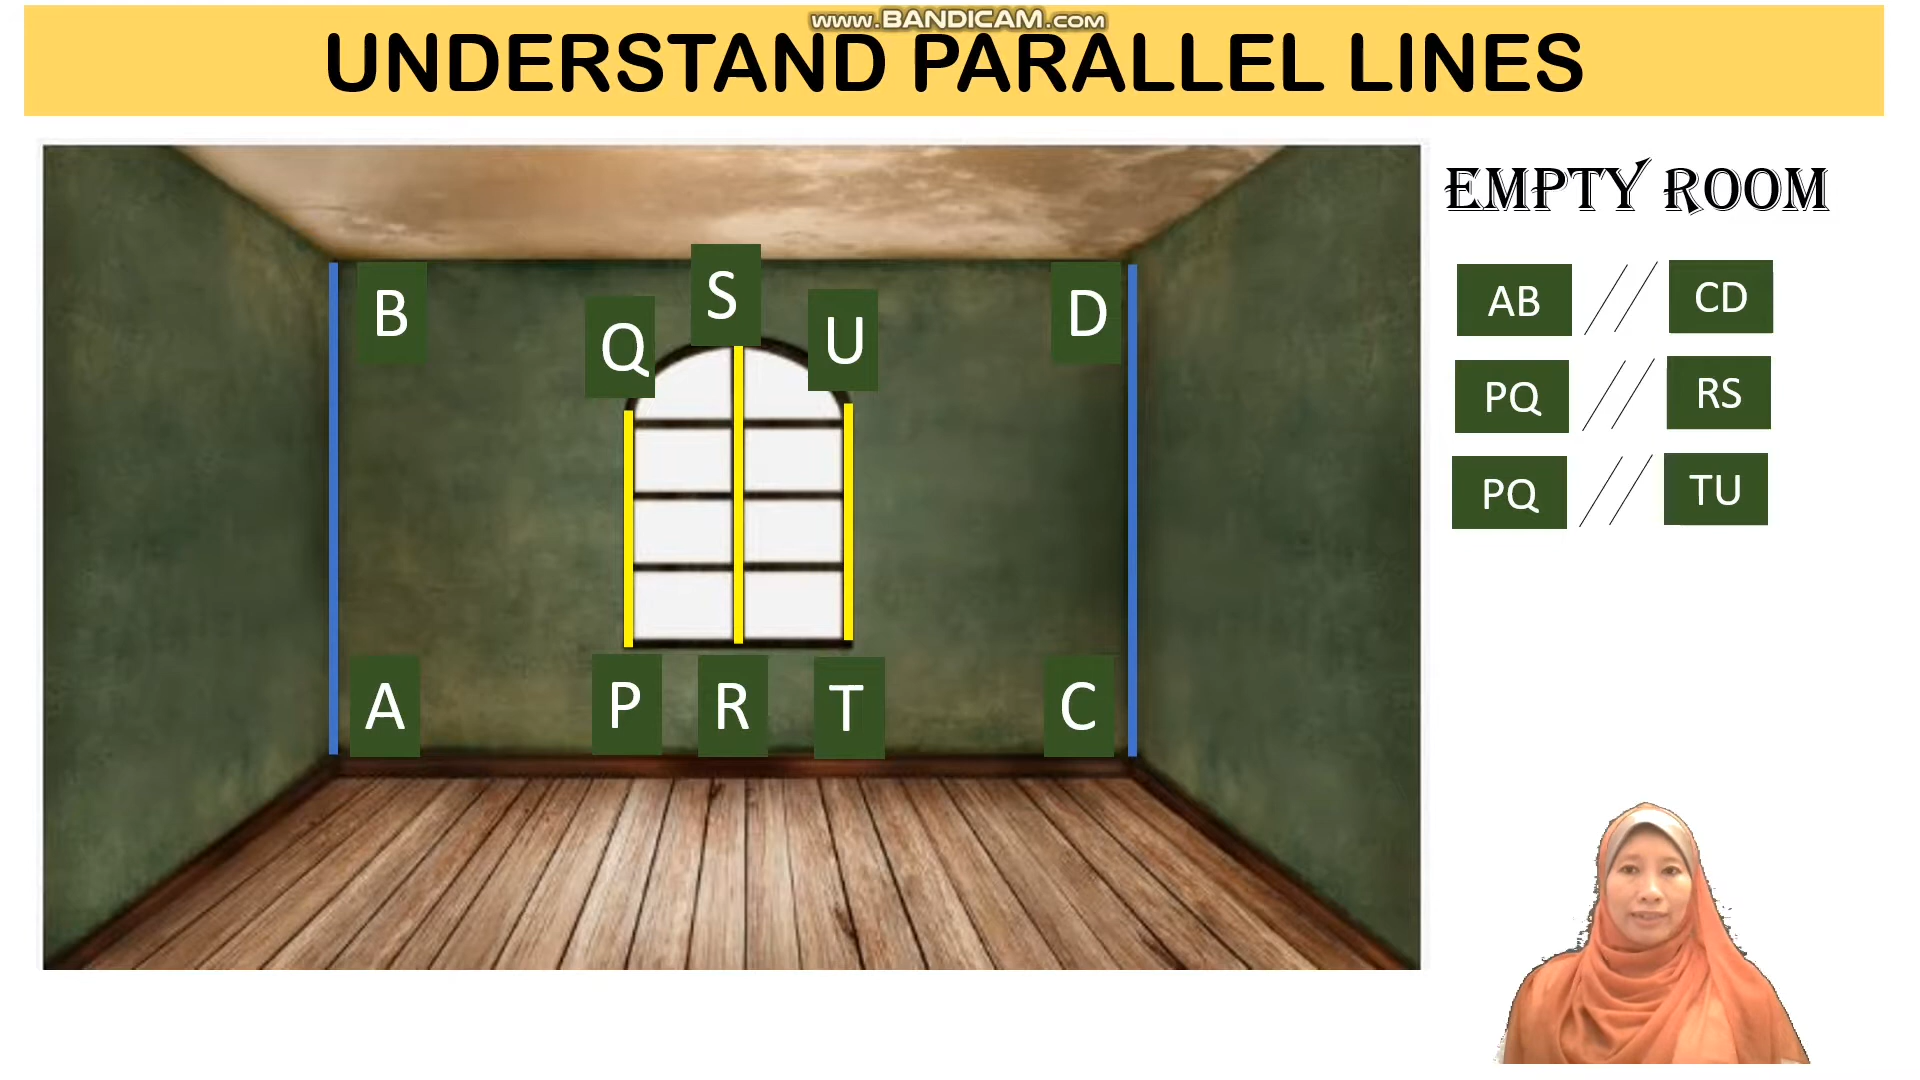 www.BANDICAM.com
UNDERSTAND PARALLEL LINES
EMPTY ROOM
B Q S U D
A P R T C
AB // CD
PQ // RS
PQ // TU